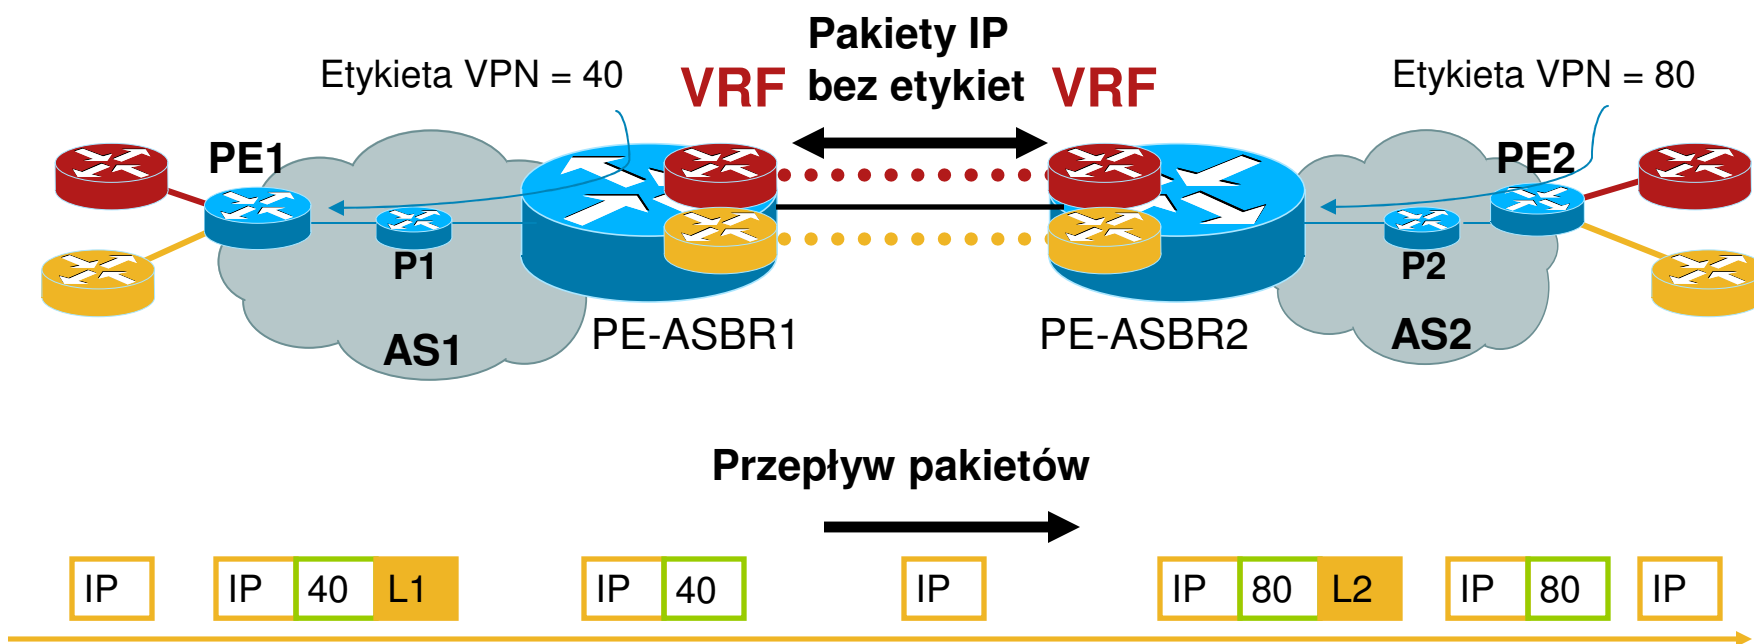 Pakiety IP
bez etykiet
Etykieta VPN = 40
VRF
VRF
Etykieta VPN = 80
PE1
PE2
P1
P2
AS1
PE-ASBR1
PE-ASBR2
AS2
Przepływ pakietów
IP
IP 40 L1
IP 40
IP
IP 80 L2
IP 80
IP